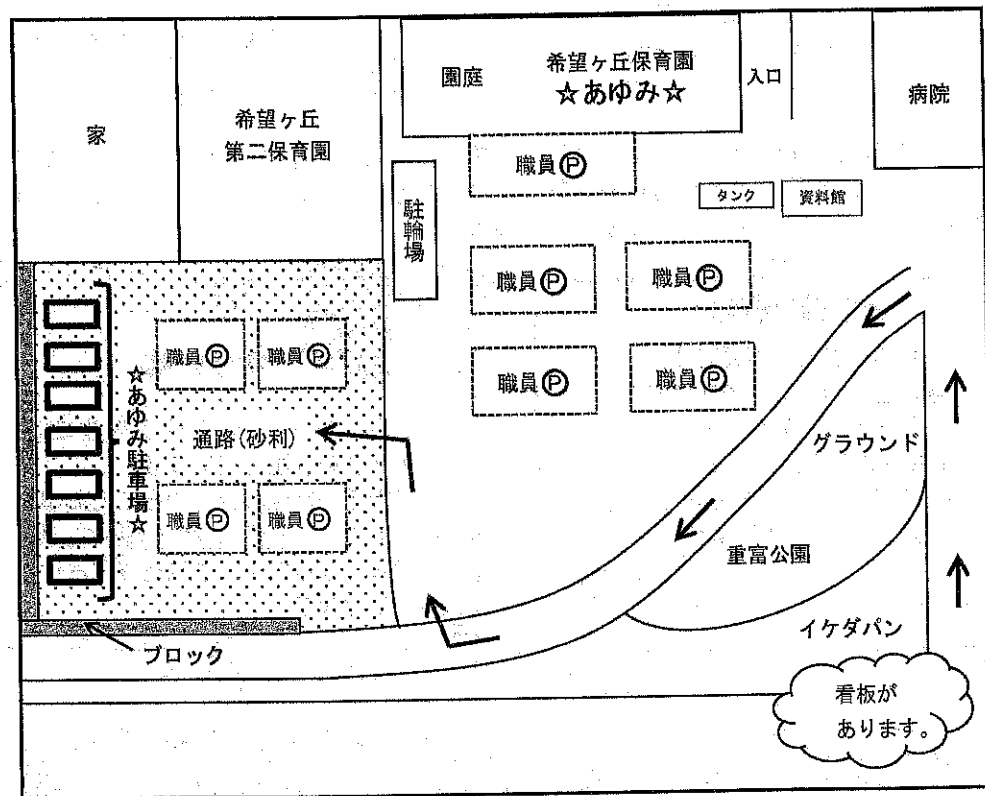 家
希望ヶ丘
第二保育園
園庭
希望ヶ丘保育園
☆あゆみ☆
入口
病院
職員Ⓟ
タンク
資料館
駐輪場
職員Ⓟ
職員Ⓟ
職員Ⓟ
職員Ⓟ
職員Ⓟ
職員Ⓟ
☆あゆみ駐車場☆
通路(砂利)
職員Ⓟ
職員Ⓟ
グラウンド
重富公園
イケダパン
ブロック
看板が
あります。